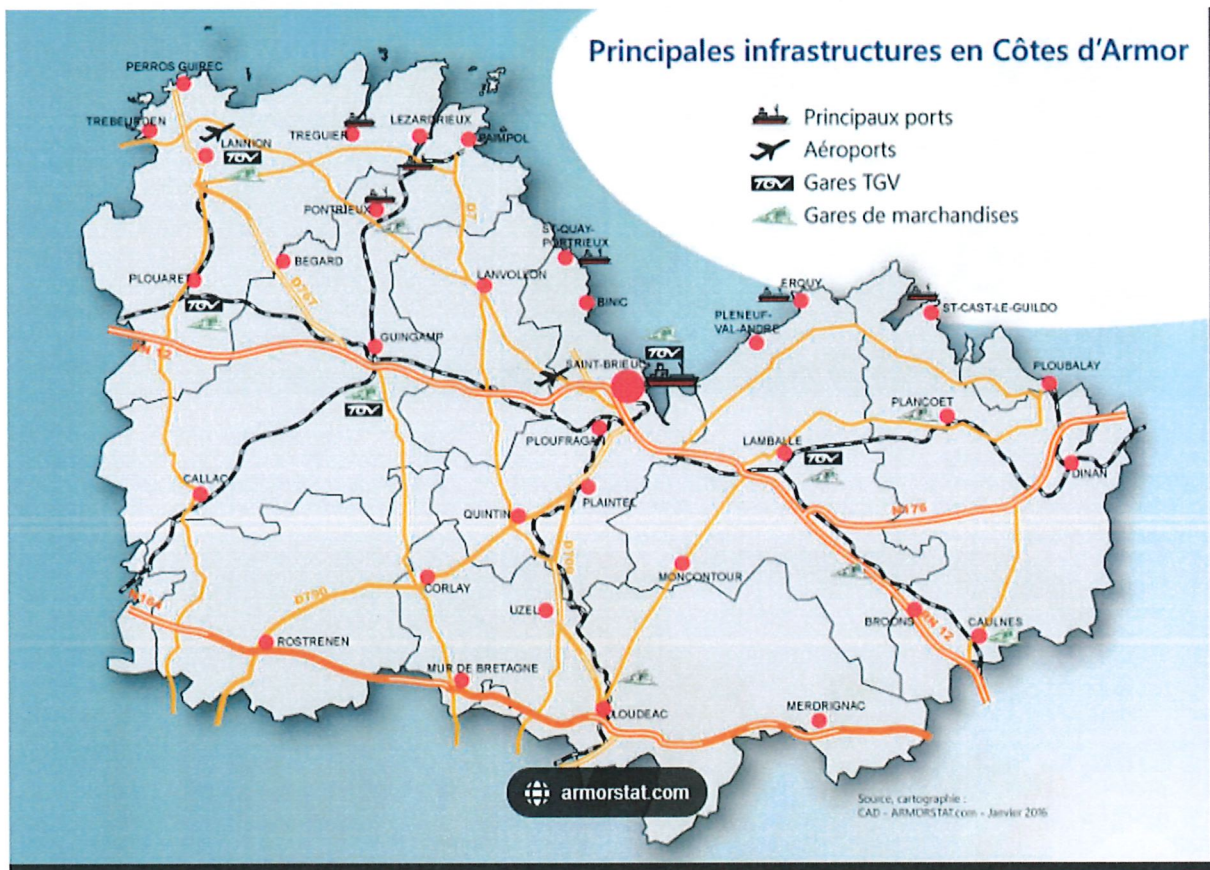 Principales infrastructures en Côtes d'Armor
Principaux ports
Aéroports
TGV Gares TGV
Gares de marchandises
PERROS GUIREC
TREBEURDEN
LANNION
TGV
TREGUIER
LEZARDRIEUX
PAIMPOL
PONTRIEUX
D7
ST-QUAY-
PORTRIEUX
BEGARD
PLOUARET
TGV
D767
LANVOLLON
BINIC
ERQUY
PLENEUF-
VAL-ANDRE
ST-CAST-LE-GUILDO
RN 12
GUINGAMP
TGV
SAINT-BRIEUC
TGV
PLOUBALAY
PLANCOET
PLOUFRAGAN
LAMBALLE
TGV
DINAN
CALLAC
QUINTIN
PLAINTEL
N176
D700
MONCONTOUR
CORLAY
D790
N164
UZEL
BROONS
RN 12
CAULNES
ROSTRENEN
MUR DE BRETAGNE
LOUDEAC
MERDRIGNAC
armorstat.com
Source, cartographie :
CAD - ARMORSTAT.com - Janvier 2016